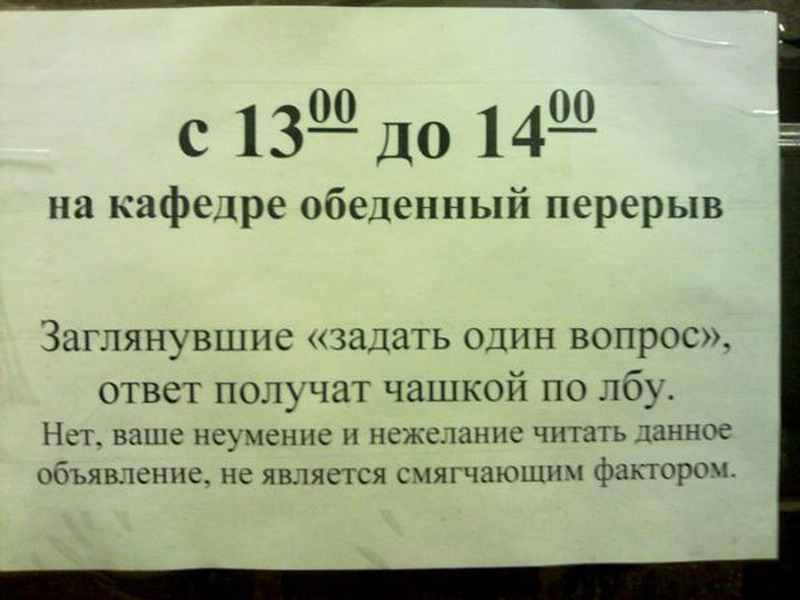 с 13⁰⁰ до 14⁰⁰
на кафедре обеденный перерыв
Заглянувшие «задать один вопрос»,
ответ получат чашкой по лбу.
Нет, ваше неумение и нежелание читать данное
объявление, не является смягчающим фактором.